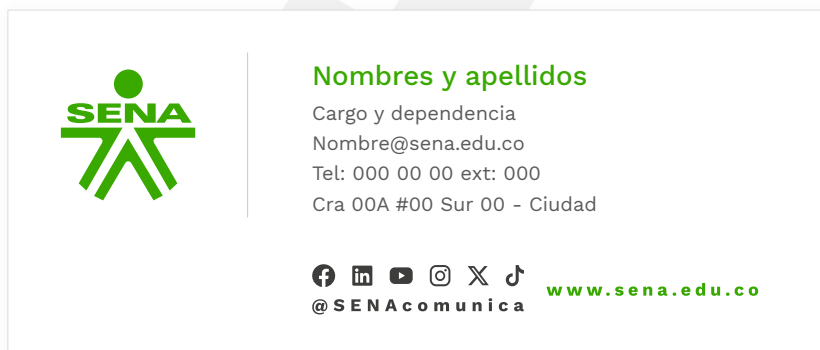 SENA
Nombres y apellidos
Cargo y dependencia
Nombre@sena.edu.co
Tel: 000 00 00 ext: 000
Cra 00A #00 Sur 00 - Ciudad
@SENAcomunica
www.sena.edu.co